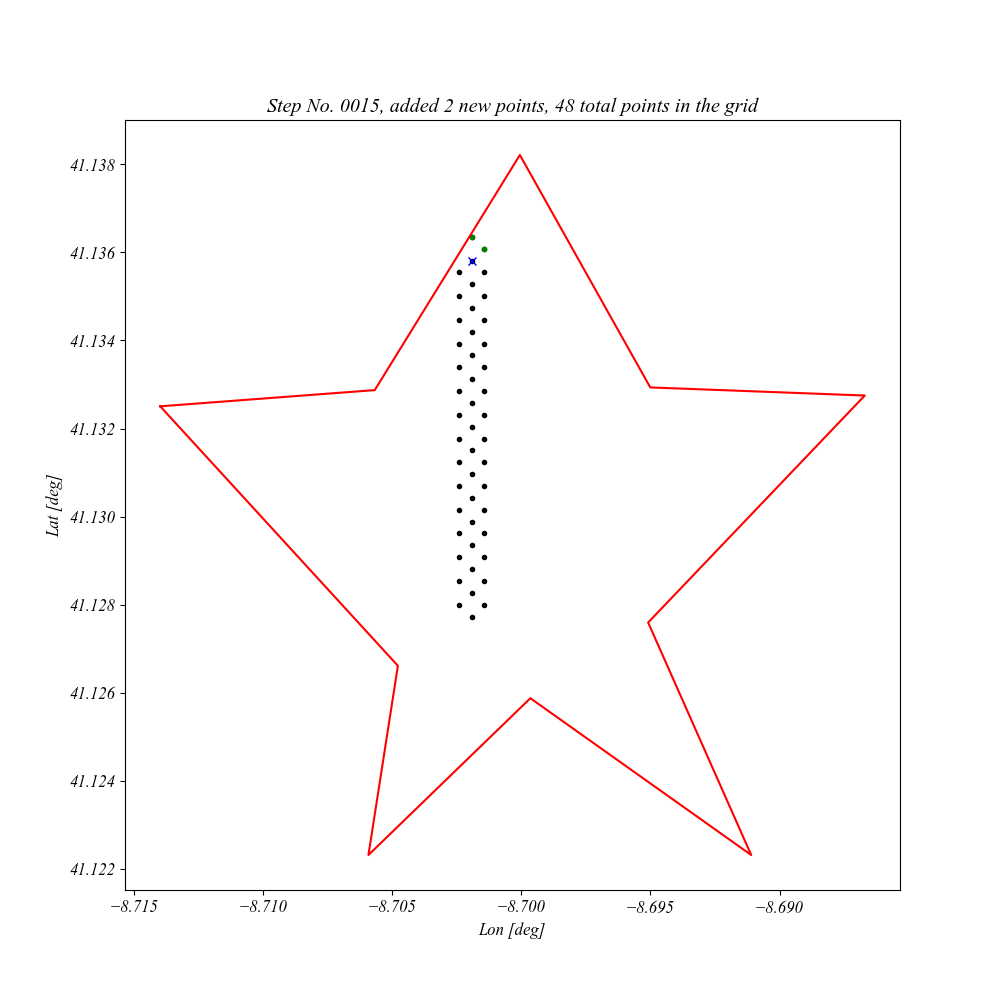 Step No. 0015, added 2 new points, 48 total points in the grid
41.138
41.136
41.134
41.132
41.130
41.128
41.126
41.124
41.122
Lat [deg]
−8.715 −8.710 −8.705 −8.700 −8.695 −8.690
Lon [deg]